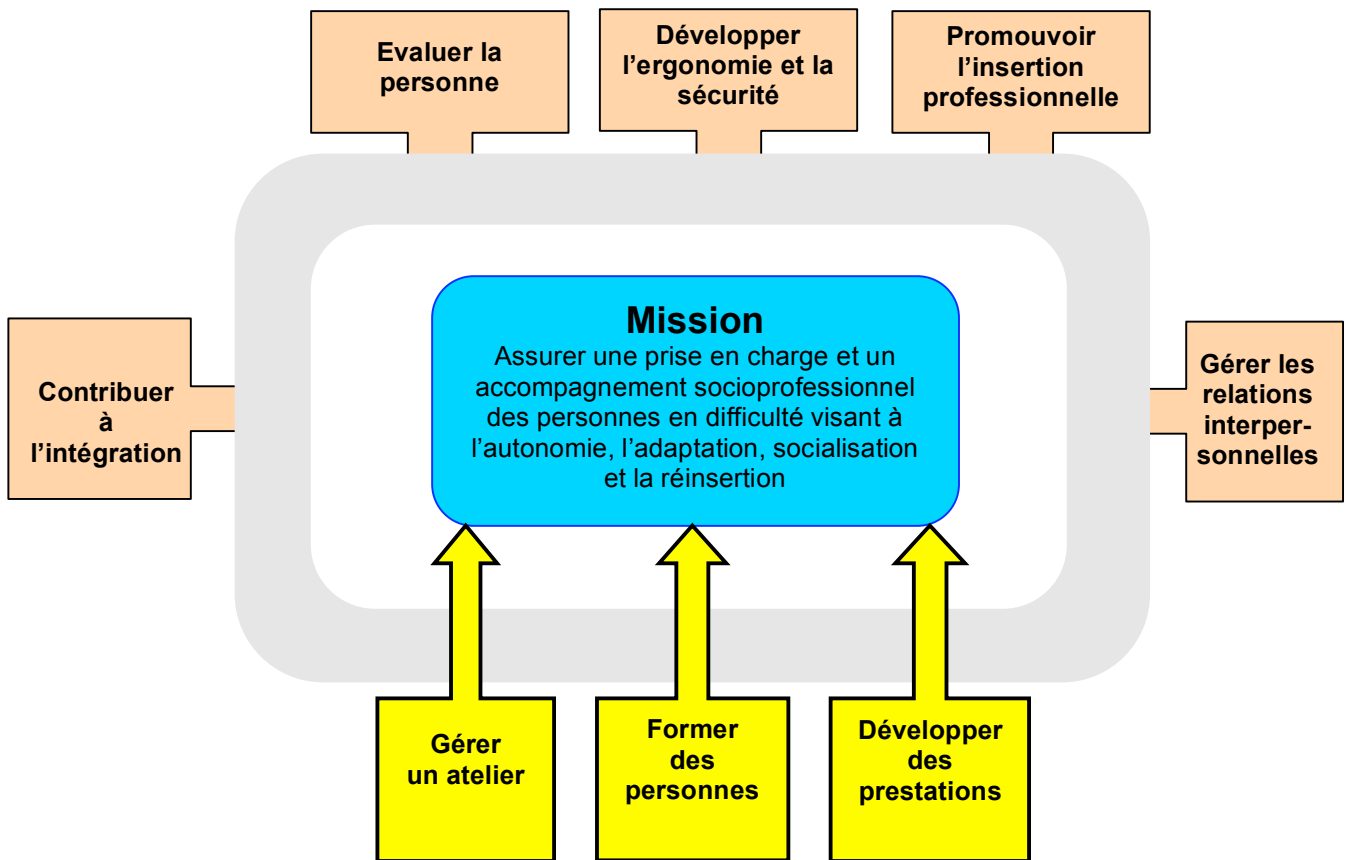 Evaluer la
personne
Développer
l’ergonomie et la
sécurité
Promouvoir
l’insertion
professionnelle
Contribuer
à
l’intégration
Mission
Assurer une prise en charge et un
accompagnement socioprofessionnel
des personnes en difficulté visant à
l’autonomie, l’adaptation, socialisation
et la réinsertion
Gérer les
relations
interper-
sonnelles
Gérer
un atelier
Former
des
personnes
Développer
des
prestations